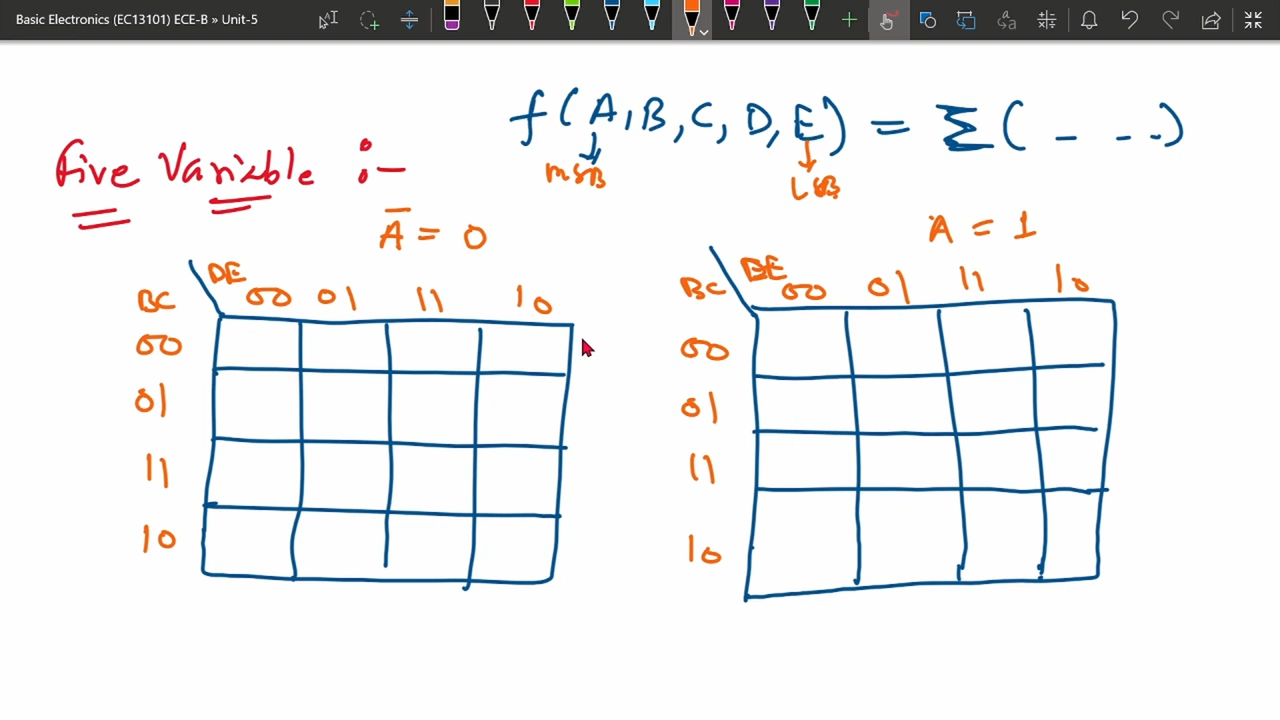 Basic Electronics (EC13101) ECE-B » Unit-5
f(A,B,C,D,E) = Σ( _ _ _.. )
MSB LSB
Five Variable :-
A̅ = 0 A = 1
DE DE
BC 00 01 11 10 BC 00 01 11 10
00 00
01 01
11 11
10 10